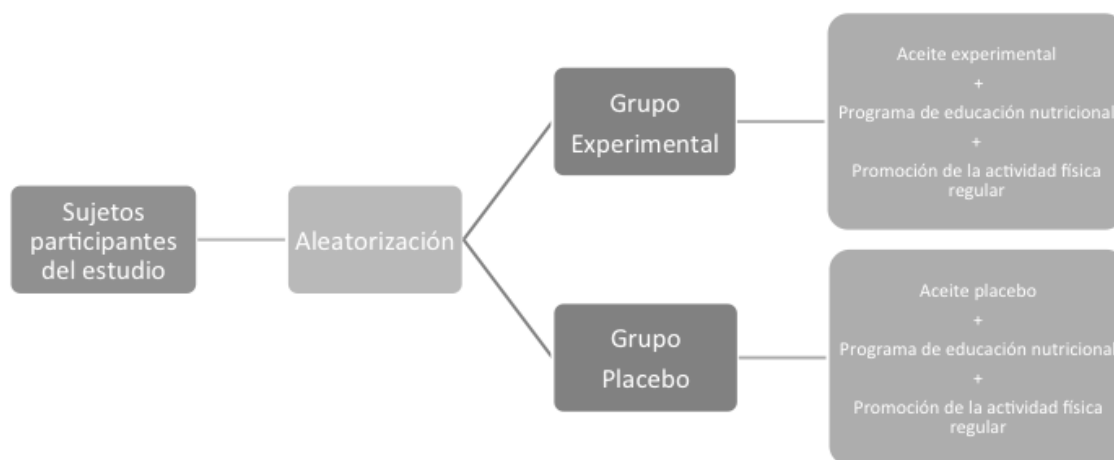 Sujetos
participantes
del estudio
Aleatorización
Grupo
Experimental
Aceite experimental
+
Programa de educación nutricional
+
Promoción de la actividad física
regular
Grupo
Placebo
Aceite placebo
+
Programa de educación nutricional
+
Promoción de la actividad física
regular